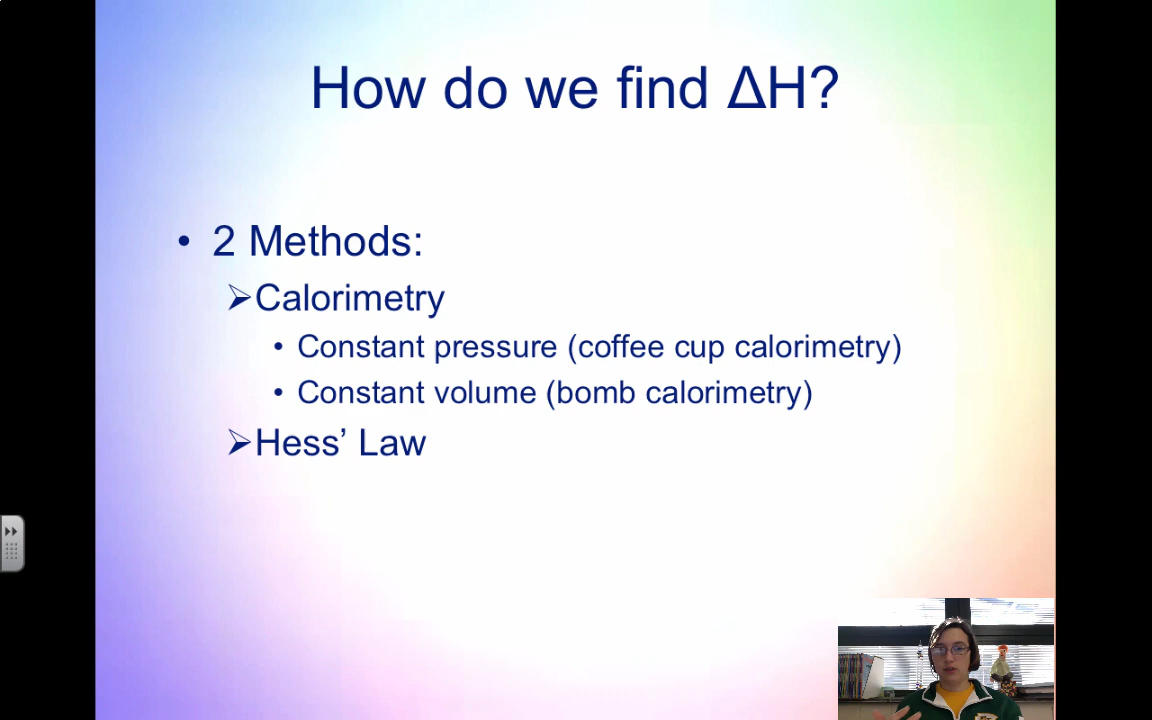 How do we find ΔH?
• 2 Methods:
➢Calorimetry
• Constant pressure (coffee cup calorimetry)
• Constant volume (bomb calorimetry)
➢Hess’ Law